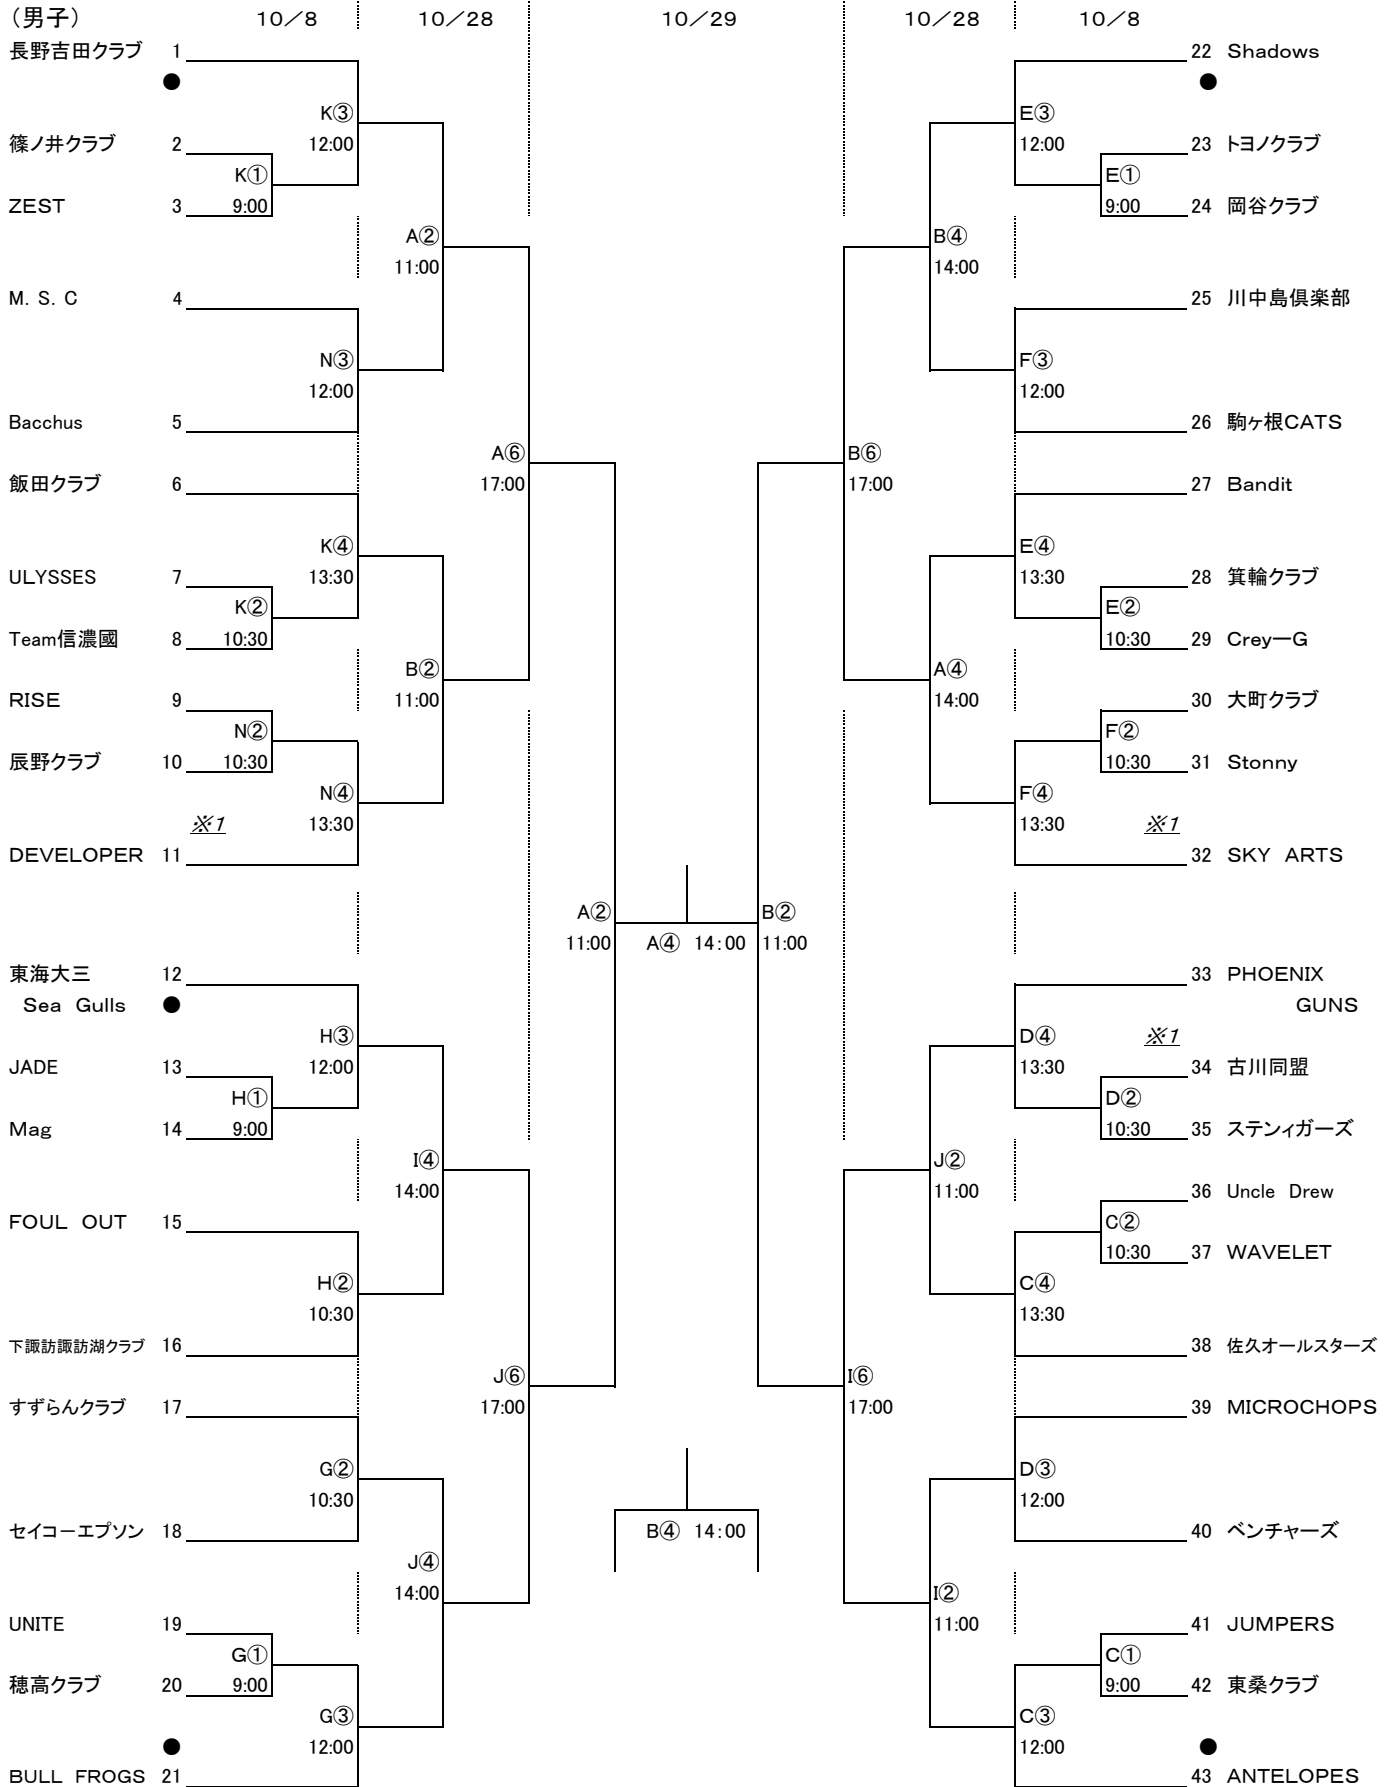 （男子） 10／8 10／28 10／29 10／28 10／8
長野吉田クラブ 1 22 Shadows
● ●
K③ E③
篠ノ井クラブ 2 12:00 12:00 23 トヨノクラブ
K① E①
ZEST 3 9:00 9:00 24 岡谷クラブ
A② B④
11:00 14:00
M. S. C 4 25 川中島倶楽部
N③ F③
12:00 12:00
Bacchus 5 26 駒ヶ根CATS
A⑥ B⑥
飯田クラブ 6 17:00 17:00 27 Bandit
K④ E④
ULYSSES 7 13:30 13:30 28 箕輪クラブ
K② E②
Team信濃國 8 10:30 10:30 29 Crey－G
B② A④
RISE 9 11:00 14:00 30 大町クラブ
N② F②
辰野クラブ 10 10:30 10:30 31 Stonny
N④ F④
※1 13:30 13:30 ※1
DEVELOPER 11 32 SKY ARTS
A② B②
11:00 A④ 14:00 11:00
東海大三 12 33 PHOENIX
Sea Gulls ● GUNS
H③ D④ ※1
JADE 13 12:00 13:30 34 古川同盟
H① D②
Mag 14 9:00 10:30 35 ステンィガーズ
I④ J②
14:00 11:00 36 Uncle Drew
FOUL OUT 15 C②
10:30 37 WAVELET
H② C④
10:30 13:30
下諏訪諏訪湖クラブ 16 38 佐久オールスターズ
J⑥ I⑥
すずらんクラブ 17 17:00 17:00 39 MICROCHOPS
G② D③
10:30 12:00
セイコーエプソン 18 B④ 14:00 40 ベンチャーズ
J④
14:00 I②
UNITE 19 11:00 41 JUMPERS
G① C①
穂高クラブ 20 9:00 9:00 42 東桑クラブ
G③ C③
● 12:00 12:00 ●
BULL FROGS 21 43 ANTELOPES